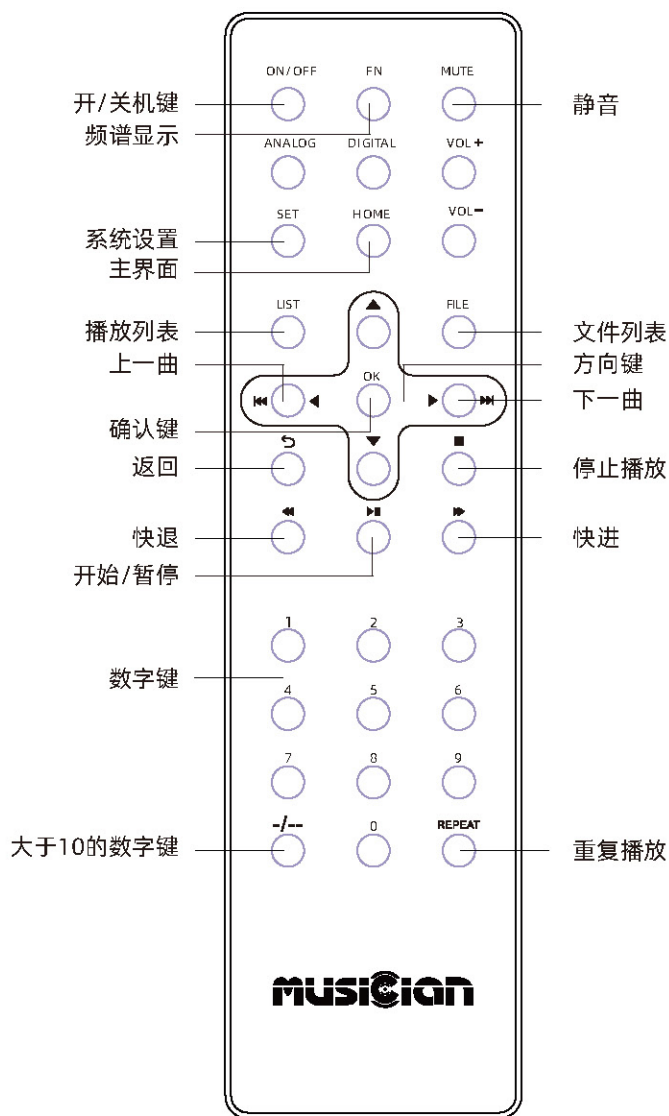 ON/OFF FN MUTE
开/关机键 静音
频谱显示
ANALOG DIGITAL VOL+
SET HOME VOL-
系统设置
主界面
LIST ▲ FILE
播放列表 文件列表
上一曲 方向键
OK
⏮ ◀ ▶ ⏭ 下一曲
确认键
▼ ■
返回 停止播放
◀◀ ▶❚❚ ▶▶
快退 快进
开始/暂停
1 2 3
数字键
4 5 6
7 8 9
-/-- 0 REPEAT
大于10的数字键 重复播放
musician